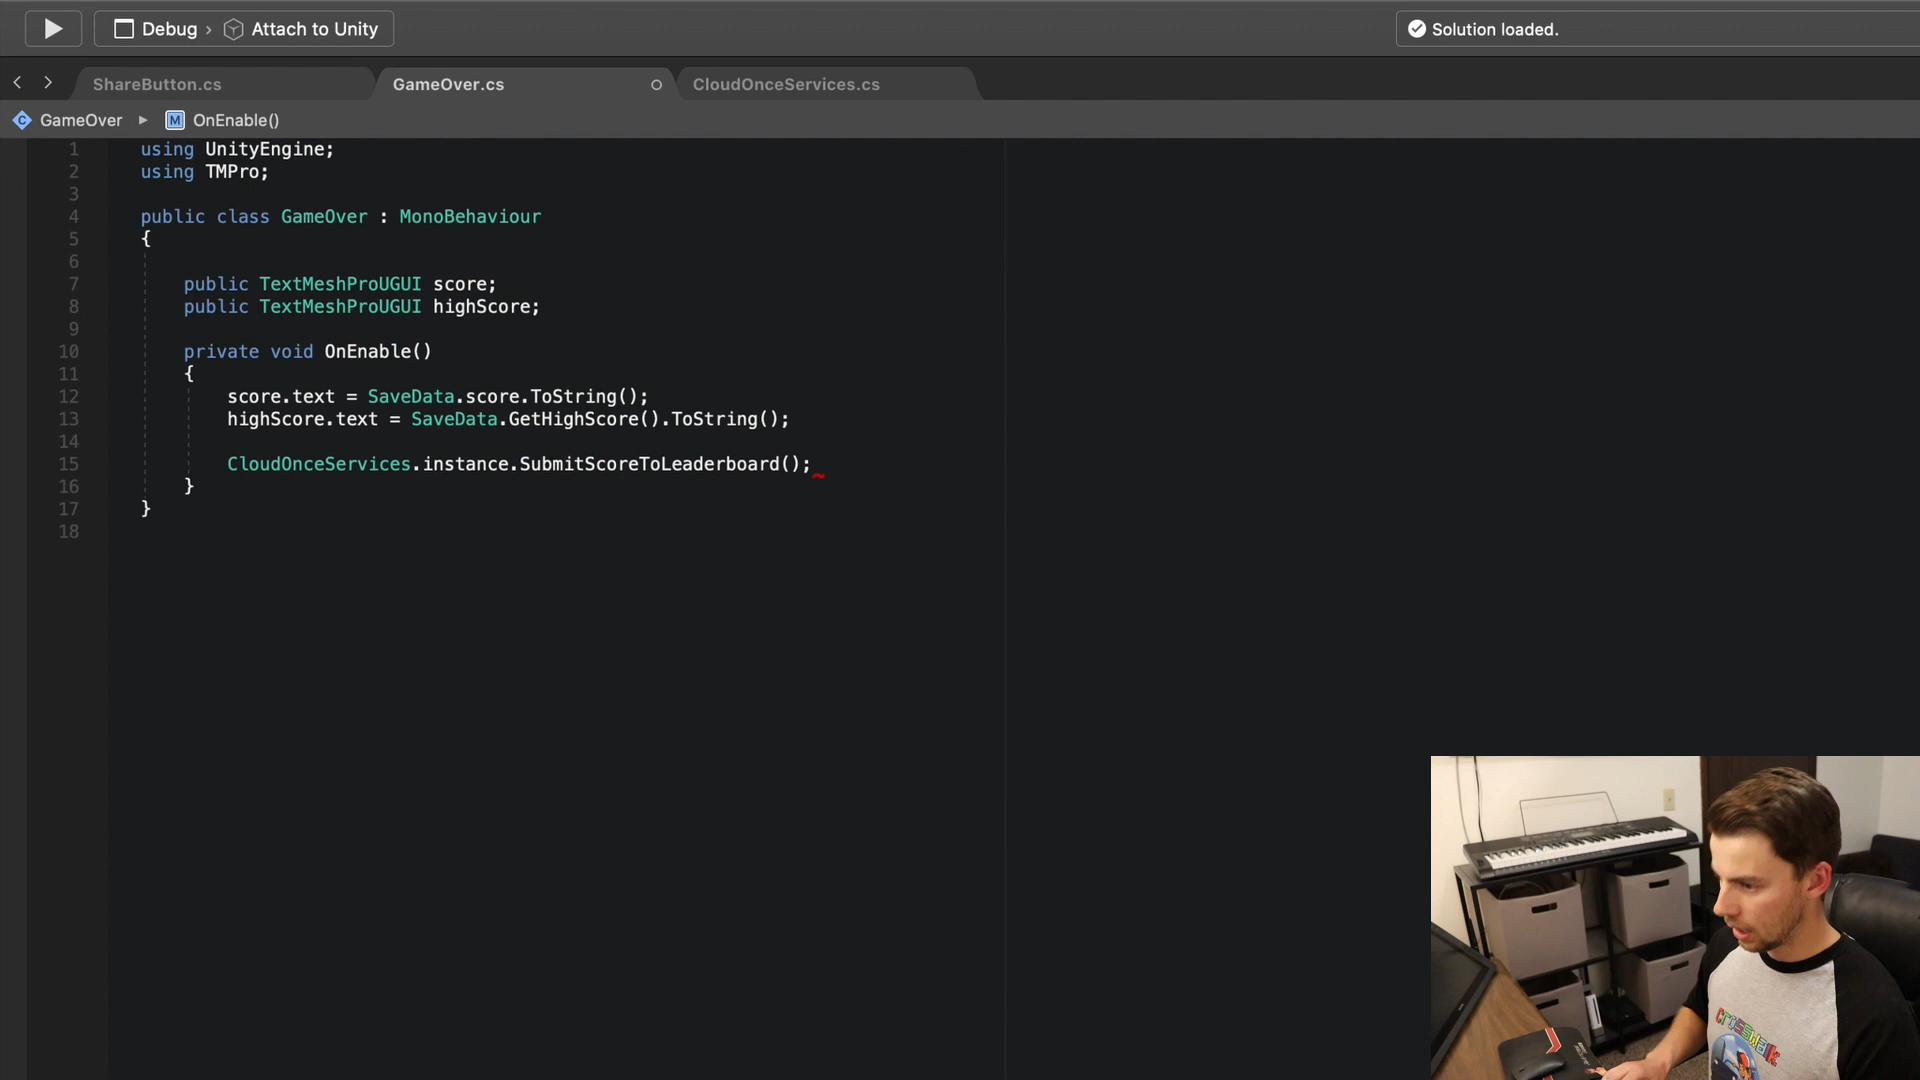 Debug › Attach to Unity
Solution loaded.
ShareButton.cs
GameOver.cs
CloudOnceServices.cs
GameOver
M OnEnable()
1 using UnityEngine;
2 using TMPro;
3
4 public class GameOver : MonoBehaviour
5 {
6
7 public TextMeshProUGUI score;
8 public TextMeshProUGUI highScore;
9
10 private void OnEnable()
11 {
12 score.text = SaveData.score.ToString();
13 highScore.text = SaveData.GetHighScore().ToString();
14
15 CloudOnceServices.instance.SubmitScoreToLeaderboard();
16 }
17 }
18
CROSSWALK